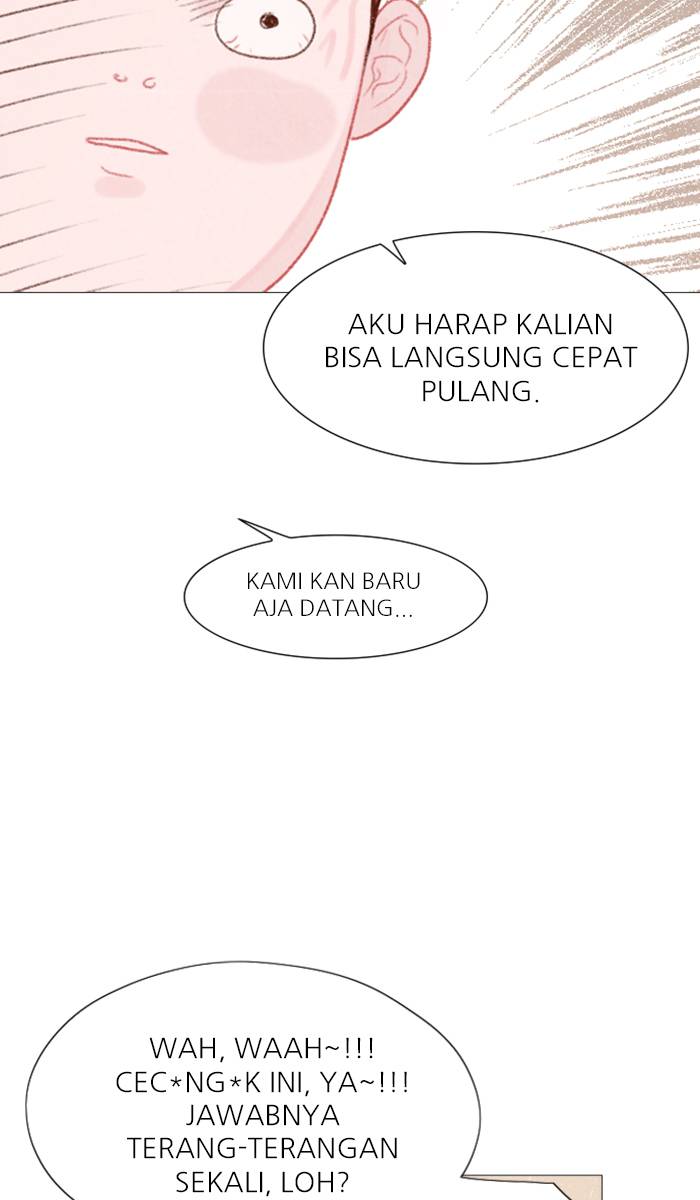 AKU HARAP KALIAN
BISA LANGSUNG CEPAT
PULANG.
KAMI KAN BARU
AJA DATANG...
WAH, WAAH~!!!
CEC*NG*K INI, YA~!!!
JAWABNYA
TERANG-TERANGAN
SEKALI, LOH?